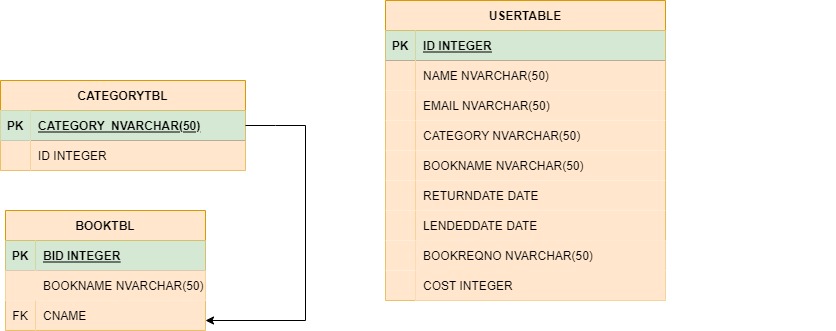 CATEGORYTBL
PK CATEGORY NVARCHAR(50)
ID INTEGER
BOOKTBL
PK BID INTEGER
BOOKNAME NVARCHAR(50)
FK CNAME
USERTABLE
PK ID INTEGER
NAME NVARCHAR(50)
EMAIL NVARCHAR(50)
CATEGORY NVARCHAR(50)
BOOKNAME NVARCHAR(50)
RETURNDATE DATE
LENDEDDATE DATE
BOOKREQNO NVARCHAR(50)
COST INTEGER